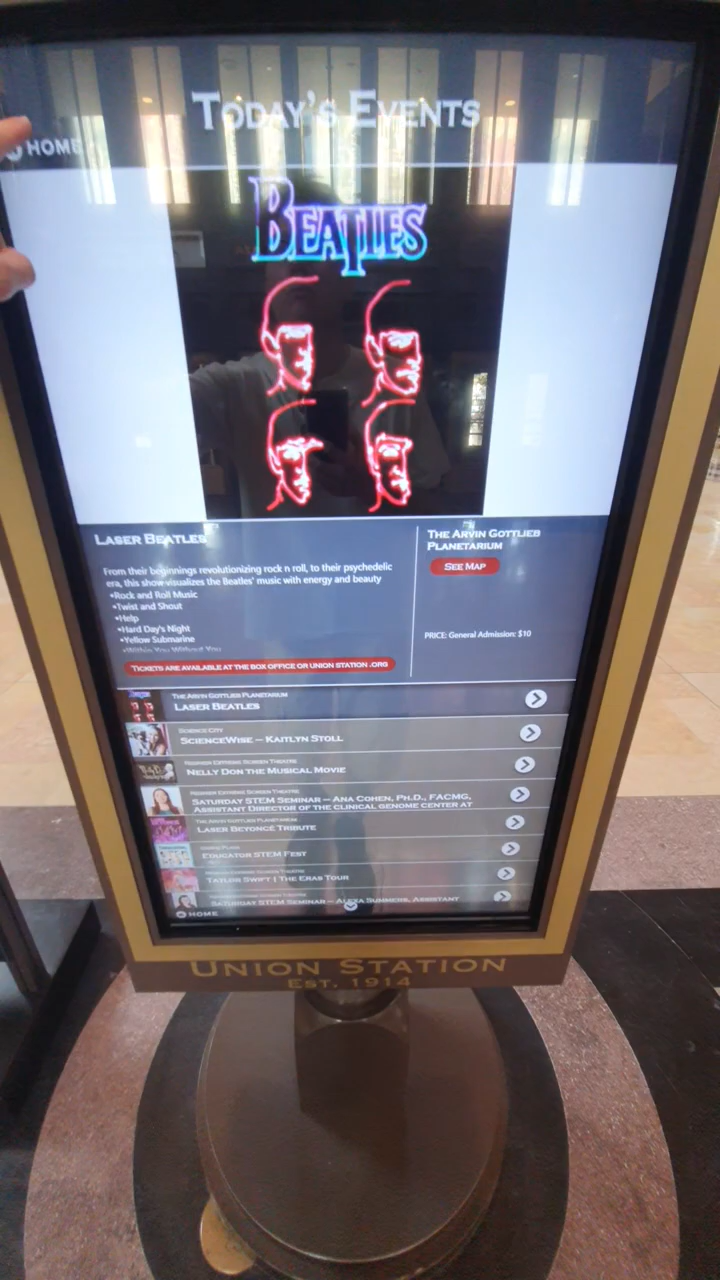 TODAY'S EVENTS
HOME
BEATLES
LASER BEATLES
From their beginnings revolutionizing rock n roll, to their psychedelic
era, this show visualizes the Beatles' music with energy and beauty
•Rock and Roll Music
•Twist and Shout
•Help
•Hard Day's Night
•Yellow Submarine
•Within You Without You
THE ARVIN GOTTLIEB
PLANETARIUM
SEE MAP
PRICE: General Admission: $10
TICKETS ARE AVAILABLE AT THE BOX OFFICE OR UNION STATION .ORG
THE ARVIN GOTTLIEB PLANETARIUM
LASER BEATLES
SCIENCE CITY
SCIENCEWISE – KAITLYN STOLL
REGNIER EXTREME SCREEN THEATRE
NELLY DON THE MUSICAL MOVIE
REGNIER EXTREME SCREEN THEATRE
SATURDAY STEM SEMINAR – ANA COHEN, PH.D., FACMG,
ASSISTANT DIRECTOR OF THE CLINICAL GENOME CENTER AT
THE ARVIN GOTTLIEB PLANETARIUM
LASER BEYONCÉ TRIBUTE
EDUCATOR STEM FEST
REGNIER EXTREME SCREEN THEATRE
TAYLOR SWIFT | THE ERAS TOUR
SATURDAY STEM SEMINAR – ALEXA SUMMERS, ASSISTANT
HOME
UNION STATION
EST. 1914